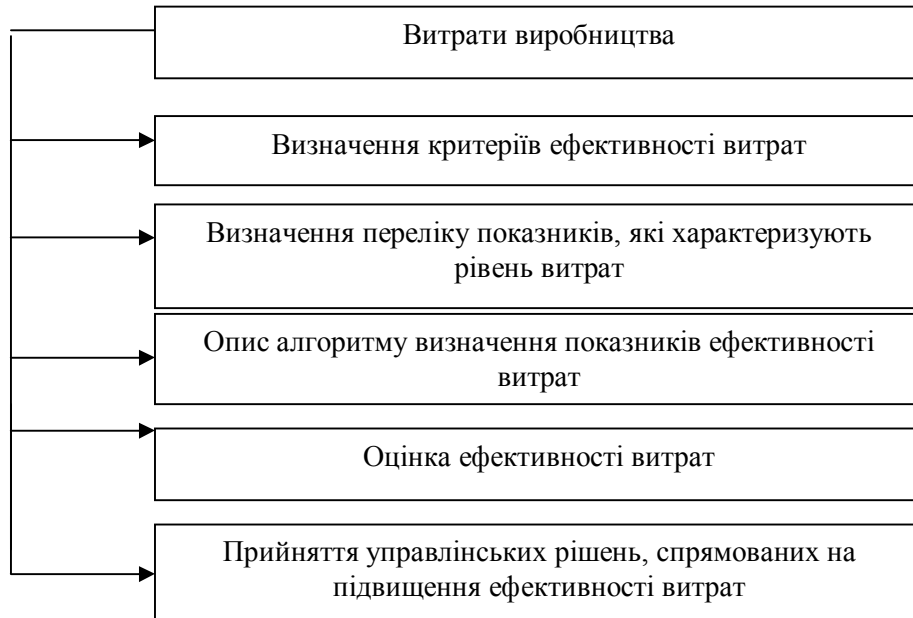 Витрати виробництва
Визначення критеріїв ефективності витрат
Визначення переліку показників, які характеризують
рівень витрат
Опис алгоритму визначення показників ефективності
витрат
Оцінка ефективності витрат
Прийняття управлінських рішень, спрямованих на
підвищення ефективності витрат